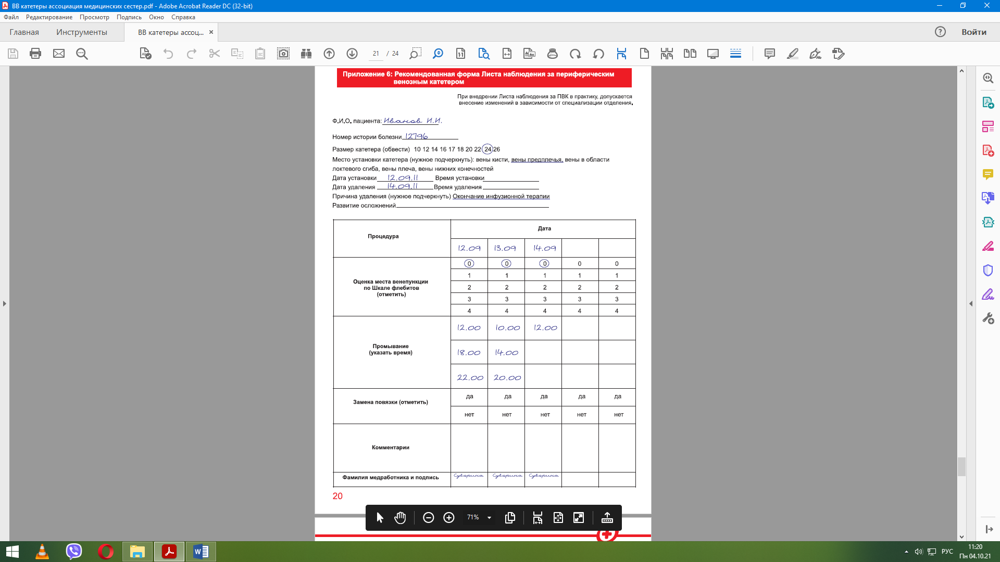 ВВ катетеры ассоциация медицинских сестер.pdf - Adobe Acrobat Reader DC (32-bit)
Файл Редактирование Просмотр Подпись Окно Справка
Главная Инструменты ВВ катетеры ассоц... × Войти
21 / 24
Приложение 6: Рекомендованная форма Листа наблюдения за периферическим
венозным катетером
При внедрении Листа наблюдения за ПВК в практику, допускается
внесение изменений в зависимости от специализации отделения.
Ф.И.О. пациента: Иванов И.И.
Номер истории болезни 12796
Размер катетера (обвести) 10 12 14 16 17 18 20 22 24 26
Место установки катетера (нужное подчеркнуть): вены кисти, вены предплечья, вены в области
локтевого сгиба, вены плеча, вены нижних конечностей
Дата установки 12.09.11 Время установки
Дата удаления 14.09.11 Время удаления
Причина удаления (нужное подчеркнуть) Окончание инфузионной терапии
Развитие осложнений
Процедура Дата
12.09 13.09 14.09
Оценка места венепункции
по Шкале флебитов
(отметить)
0 0 0 0 0
1 1 1 1 1
2 2 2 2 2
3 3 3 3 3
4 4 4 4 4
Промывание
(указать время)
12.00 10.00 12.00
18.00 14.00
22.00 20.00
Замена повязки (отметить)
да да да да да
нет нет нет нет нет
Комментарии
Фамилия медработника и подпись Суворина Суворина Суворина
20
71%
РУС
11:20
Пн 04.10.21